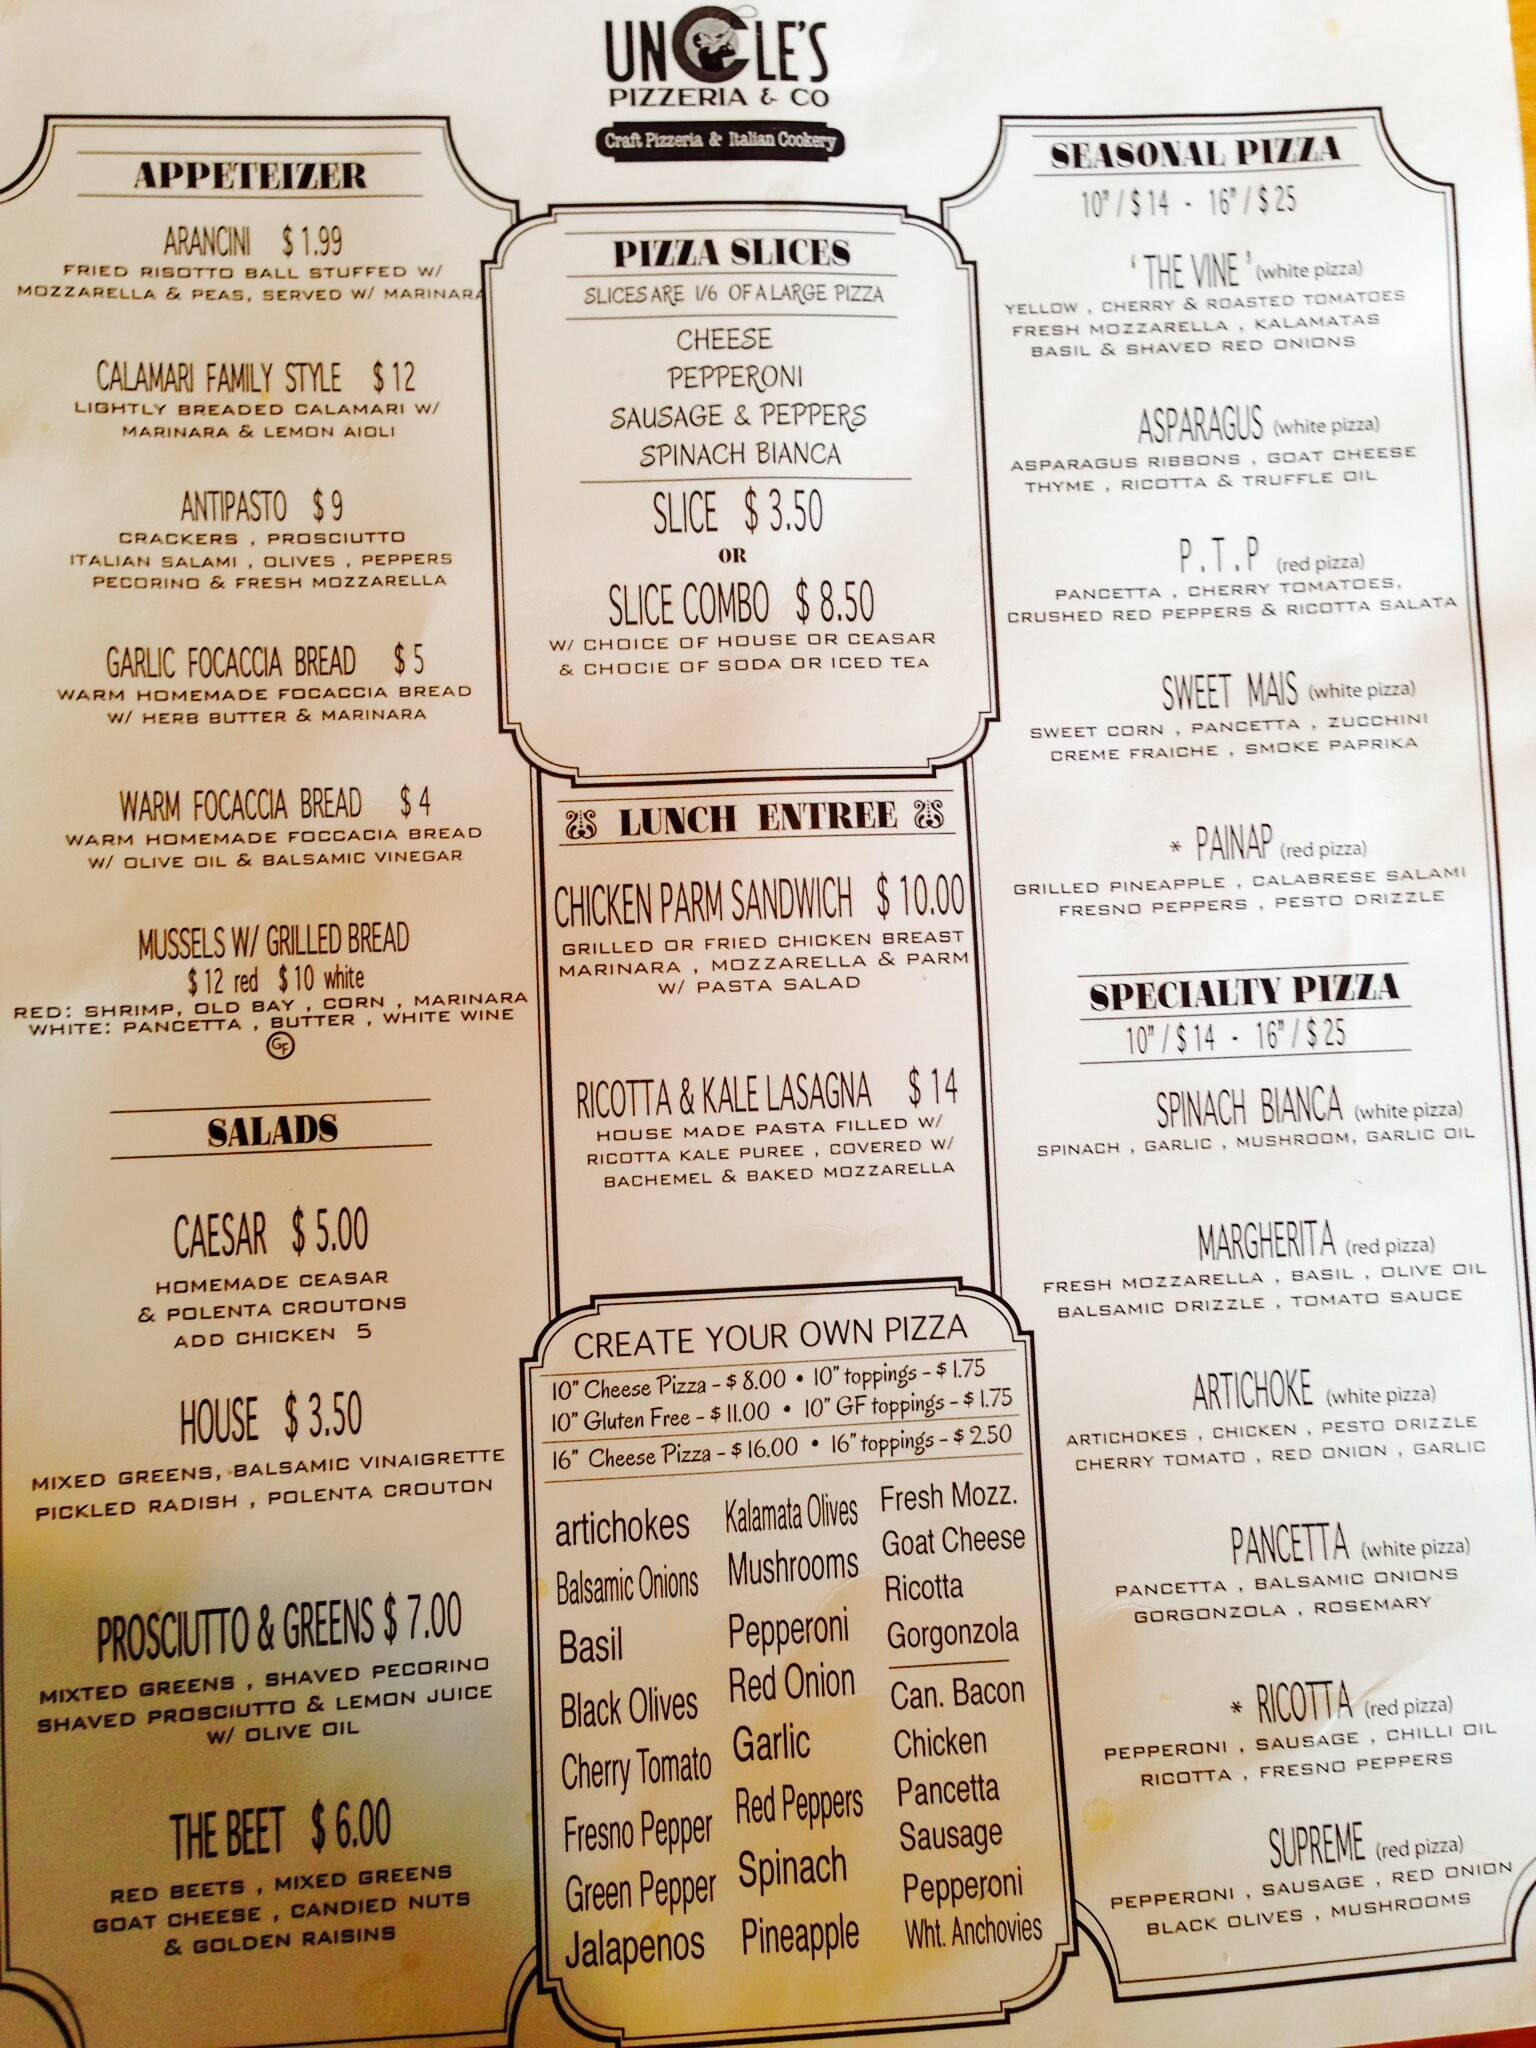 UNCLE'S
PIZZERIA & CO
Craft Pizzeria & Italian Cookery
APPETEIZER
ARANCINI $1.99
FRIED RISOTTO BALL STUFFED W/
MOZZARELLA & PEAS, SERVED W/ MARINARA
CALAMARI FAMILY STYLE $12
LIGHTLY BREADED CALAMARI W/
MARINARA & LEMON AIOLI
ANTIPASTO $9
CRACKERS , PROSCIUTTO
ITALIAN SALAMI , OLIVES , PEPPERS
PECORINO & FRESH MOZZARELLA
GARLIC FOCACCIA BREAD $5
WARM HOMEMADE FOCACCIA BREAD
W/ HERB BUTTER & MARINARA
WARM FOCACCIA BREAD $4
WARM HOMEMADE FOCCACIA BREAD
W/ OLIVE OIL & BALSAMIC VINEGAR
MUSSELS W/ GRILLED BREAD
$12 red $10 white
RED: SHRIMP, OLD BAY , CORN , MARINARA
WHITE: PANCETTA , BUTTER , WHITE WINE
GF
SALADS
CAESAR $5.00
HOMEMADE CEASAR
& POLENTA CROUTONS
ADD CHICKEN 5
HOUSE $3.50
MIXED GREENS, BALSAMIC VINAIGRETTE
PICKLED RADISH , POLENTA CROUTON
PROSCIUTTO & GREENS $7.00
MIXTED GREENS , SHAVED PECORINO
SHAVED PROSCIUTTO & LEMON JUICE
W/ OLIVE OIL
THE BEET $6.00
RED BEETS , MIXED GREENS
GOAT CHEESE , CANDIED NUTS
& GOLDEN RAISINS
PIZZA SLICES
SLICES ARE 1/6 OF A LARGE PIZZA
CHEESE
PEPPERONI
SAUSAGE & PEPPERS
SPINACH BIANCA
SLICE $3.50
OR
SLICE COMBO $8.50
W/ CHOICE OF HOUSE OR CEASAR
& CHOCIE OF SODA OR ICED TEA
LUNCH ENTREE
CHICKEN PARM SANDWICH $10.00
GRILLED OR FRIED CHICKEN BREAST
MARINARA , MOZZARELLA & PARM
W/ PASTA SALAD
RICOTTA & KALE LASAGNA $14
HOUSE MADE PASTA FILLED W/
RICOTTA KALE PUREE , COVERED W/
BACHEMEL & BAKED MOZZARELLA
CREATE YOUR OWN PIZZA
10" Cheese Pizza - $8.00 • 10" toppings - $1.75
10" Gluten Free - $11.00 • 10" GF toppings - $1.75
16" Cheese Pizza - $16.00 • 16" toppings - $2.50
artichokes
Balsamic Onions
Basil
Black Olives
Cherry Tomato
Fresno Pepper
Green Pepper
Jalapenos
Kalamata Olives
Mushrooms
Pepperoni
Red Onion
Garlic
Red Peppers
Spinach
Pineapple
Fresh Mozz.
Goat Cheese
Ricotta
Gorgonzola
Can. Bacon
Chicken
Pancetta
Sausage
Pepperoni
Wht. Anchovies
SEASONAL PIZZA
10" / $14 - 16" / $25
'THE VINE' (white pizza)
YELLOW , CHERRY & ROASTED TOMATOES
FRESH MOZZARELLA , KALAMATAS
BASIL & SHAVED RED ONIONS
ASPARAGUS (white pizza)
ASPARAGUS RIBBONS , GOAT CHEESE
THYME , RICOTTA & TRUFFLE OIL
P.T.P (red pizza)
PANCETTA , CHERRY TOMATOES,
CRUSHED RED PEPPERS & RICOTTA SALATA
SWEET MAIS (white pizza)
SWEET CORN , PANCETTA , ZUCCHINI
CREME FRAICHE , SMOKE PAPRIKA
* PAINAP (red pizza)
GRILLED PINEAPPLE , CALABRESE SALAMI
FRESNO PEPPERS , PESTO DRIZZLE
SPECIALTY PIZZA
10" / $14 - 16" / $25
SPINACH BIANCA (white pizza)
SPINACH , GARLIC , MUSHROOM, GARLIC OIL
MARGHERITA (red pizza)
FRESH MOZZARELLA , BASIL , OLIVE OIL
BALSAMIC DRIZZLE , TOMATO SAUCE
ARTICHOKE (white pizza)
ARTICHOKES , CHICKEN , PESTO DRIZZLE
CHERRY TOMATO , RED ONION , GARLIC
PANCETTA (white pizza)
PANCETTA , BALSAMIC ONIONS
GORGONZOLA , ROSEMARY
* RICOTTA (red pizza)
PEPPERONI , SAUSAGE , CHILLI OIL
RICOTTA , FRESNO PEPPERS
SUPREME (red pizza)
PEPPERONI , SAUSAGE , RED ONION
BLACK OLIVES , MUSHROOMS